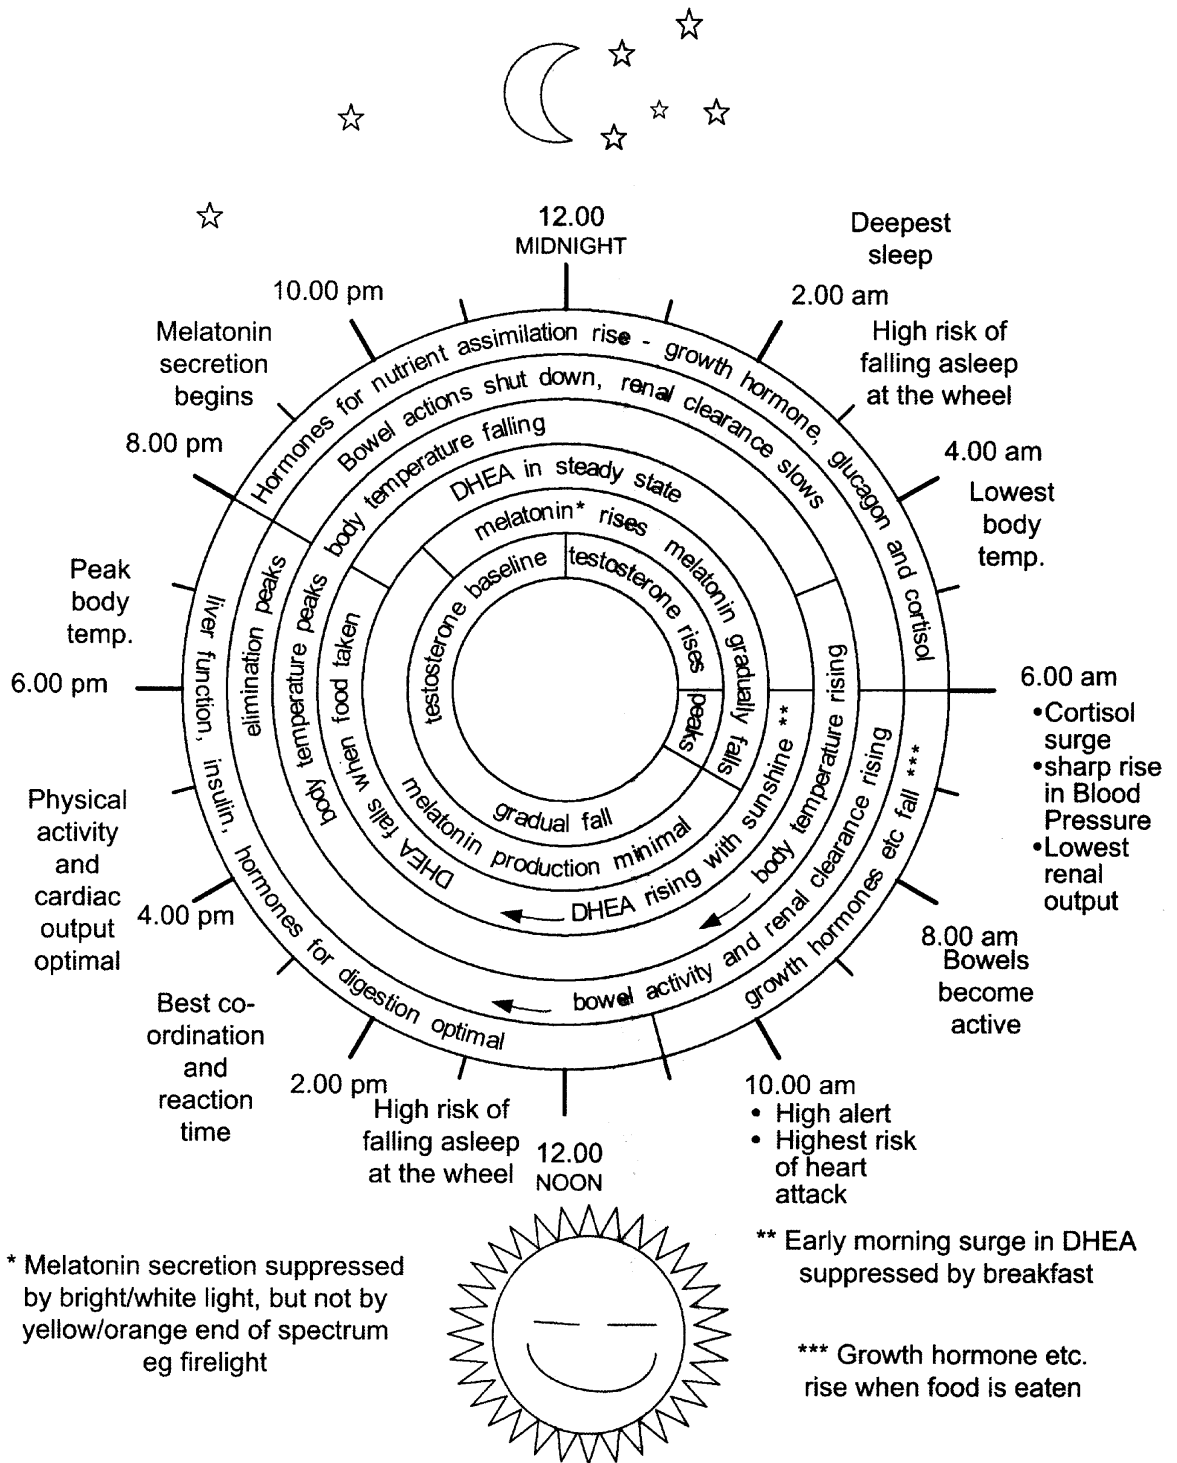 12.00
MIDNIGHT
Deepest
sleep
2.00 am
High risk of
falling asleep
at the wheel
4.00 am
Lowest
body
temp.
6.00 am
•Cortisol
surge
•sharp rise
in Blood
Pressure
•Lowest
renal
output
8.00 am
Bowels
become
active
10.00 am
• High alert
• Highest risk
of heart
attack
12.00
NOON
High risk of
falling asleep
at the wheel
2.00 pm
Best co-
ordination
and
reaction
time
4.00 pm
Physical
activity
and
cardiac
output
optimal
6.00 pm
Peak
body
temp.
8.00 pm
Melatonin
secretion
begins
10.00 pm
Hormones for nutrient assimilation rise - growth hormone, glucagon and cortisol
growth hormones etc fall ***
liver function, insulin, hormones for digestion optimal
Bowel actions shut down, renal clearance slows
bowel activity and renal clearance rising
elimination peaks
body temperature falling
body temperature rising
body temperature peaks
DHEA in steady state
DHEA rising with sunshine **
DHEA falls when food taken
melatonin* rises
melatonin gradually falls
melatonin production minimal
testosterone baseline
testosterone rises
peaks
gradual fall
* Melatonin secretion suppressed
by bright/white light, but not by
yellow/orange end of spectrum
eg firelight
** Early morning surge in DHEA
suppressed by breakfast
*** Growth hormone etc.
rise when food is eaten